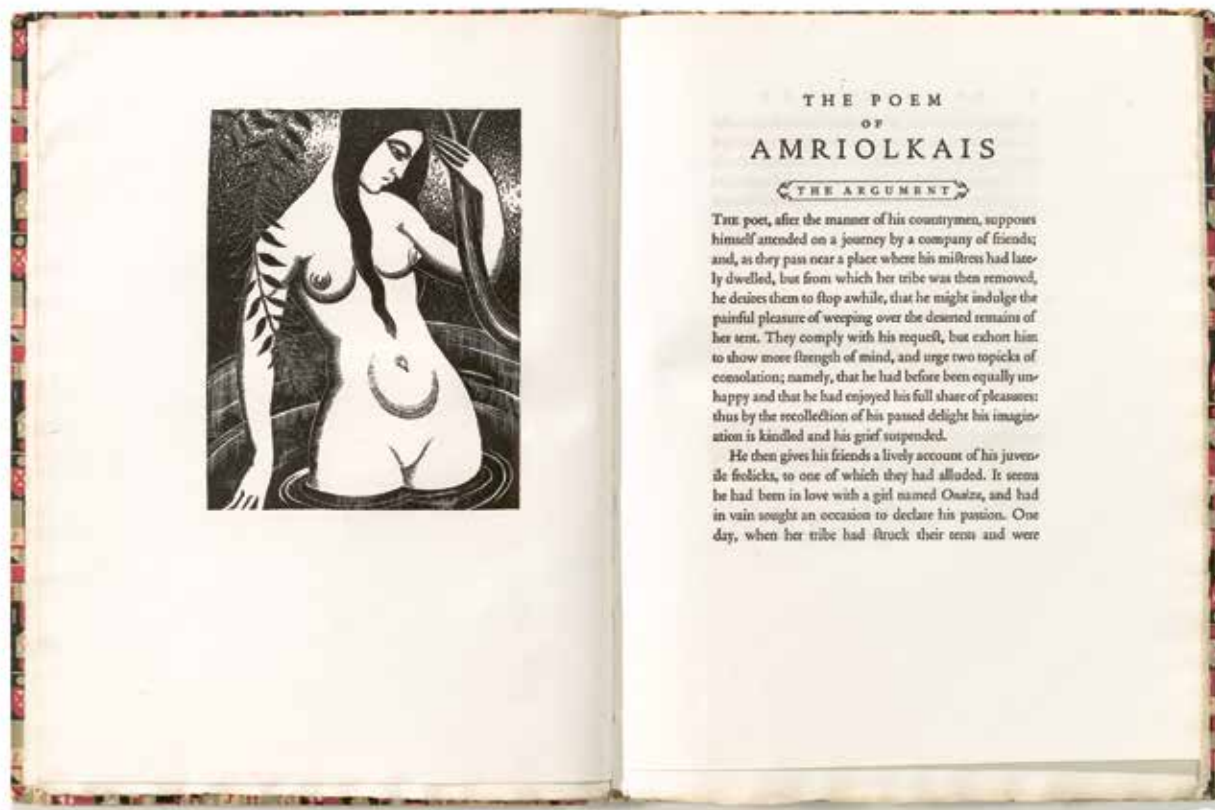 THE POEM
OF
AMRIOLKAIS
THE ARGUMENT
THE poet, after the manner of his countrymen, supposes
himself attended on a journey by a company of friends;
and, as they pass near a place where his mistress had late-
ly dwelled, but from which her tribe was then removed,
he desires them to stop awhile, that he might indulge the
painful pleasure of weeping over the deserted remains of
her tent. They comply with his request, but exhort him
to show more strength of mind, and urge two topicks of
consolation; namely, that he had before been equally un-
happy and that he had enjoyed his full share of pleasures:
thus by the recollection of his passed delight his imagin-
ation is kindled and his grief suspended.
He then gives his friends a lively account of his juven-
ile frolicks, to one of which they had alluded. It seems
he had been in love with a girl named Onaiza, and had
in vain sought an occasion to declare his passion. One
day, when her tribe had struck their tents and were